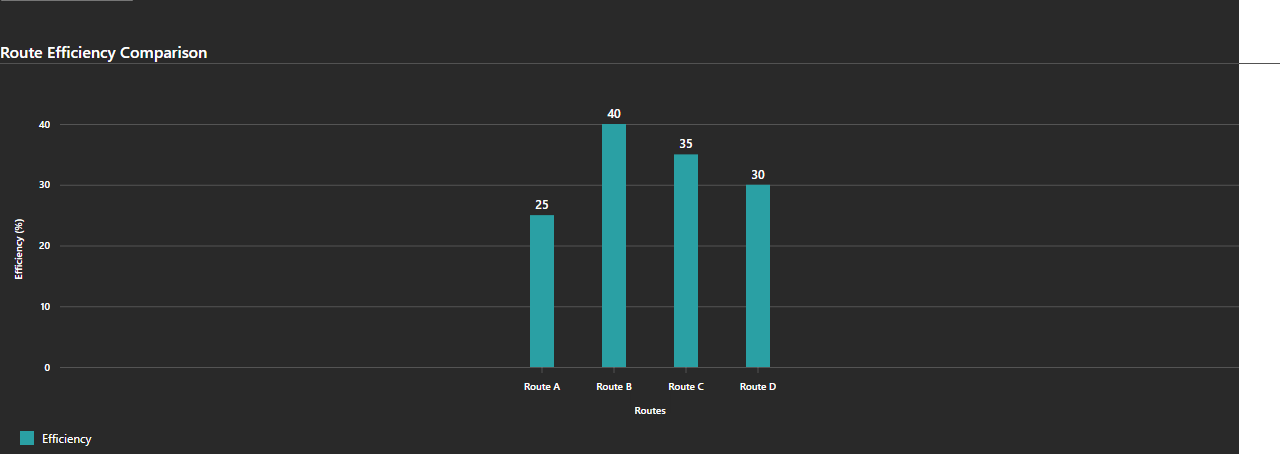 Route Efficiency Comparison
40
30
20
10
0
Efficiency (%)
25
40
35
30
Route A
Route B
Route C
Route D
Routes
Efficiency